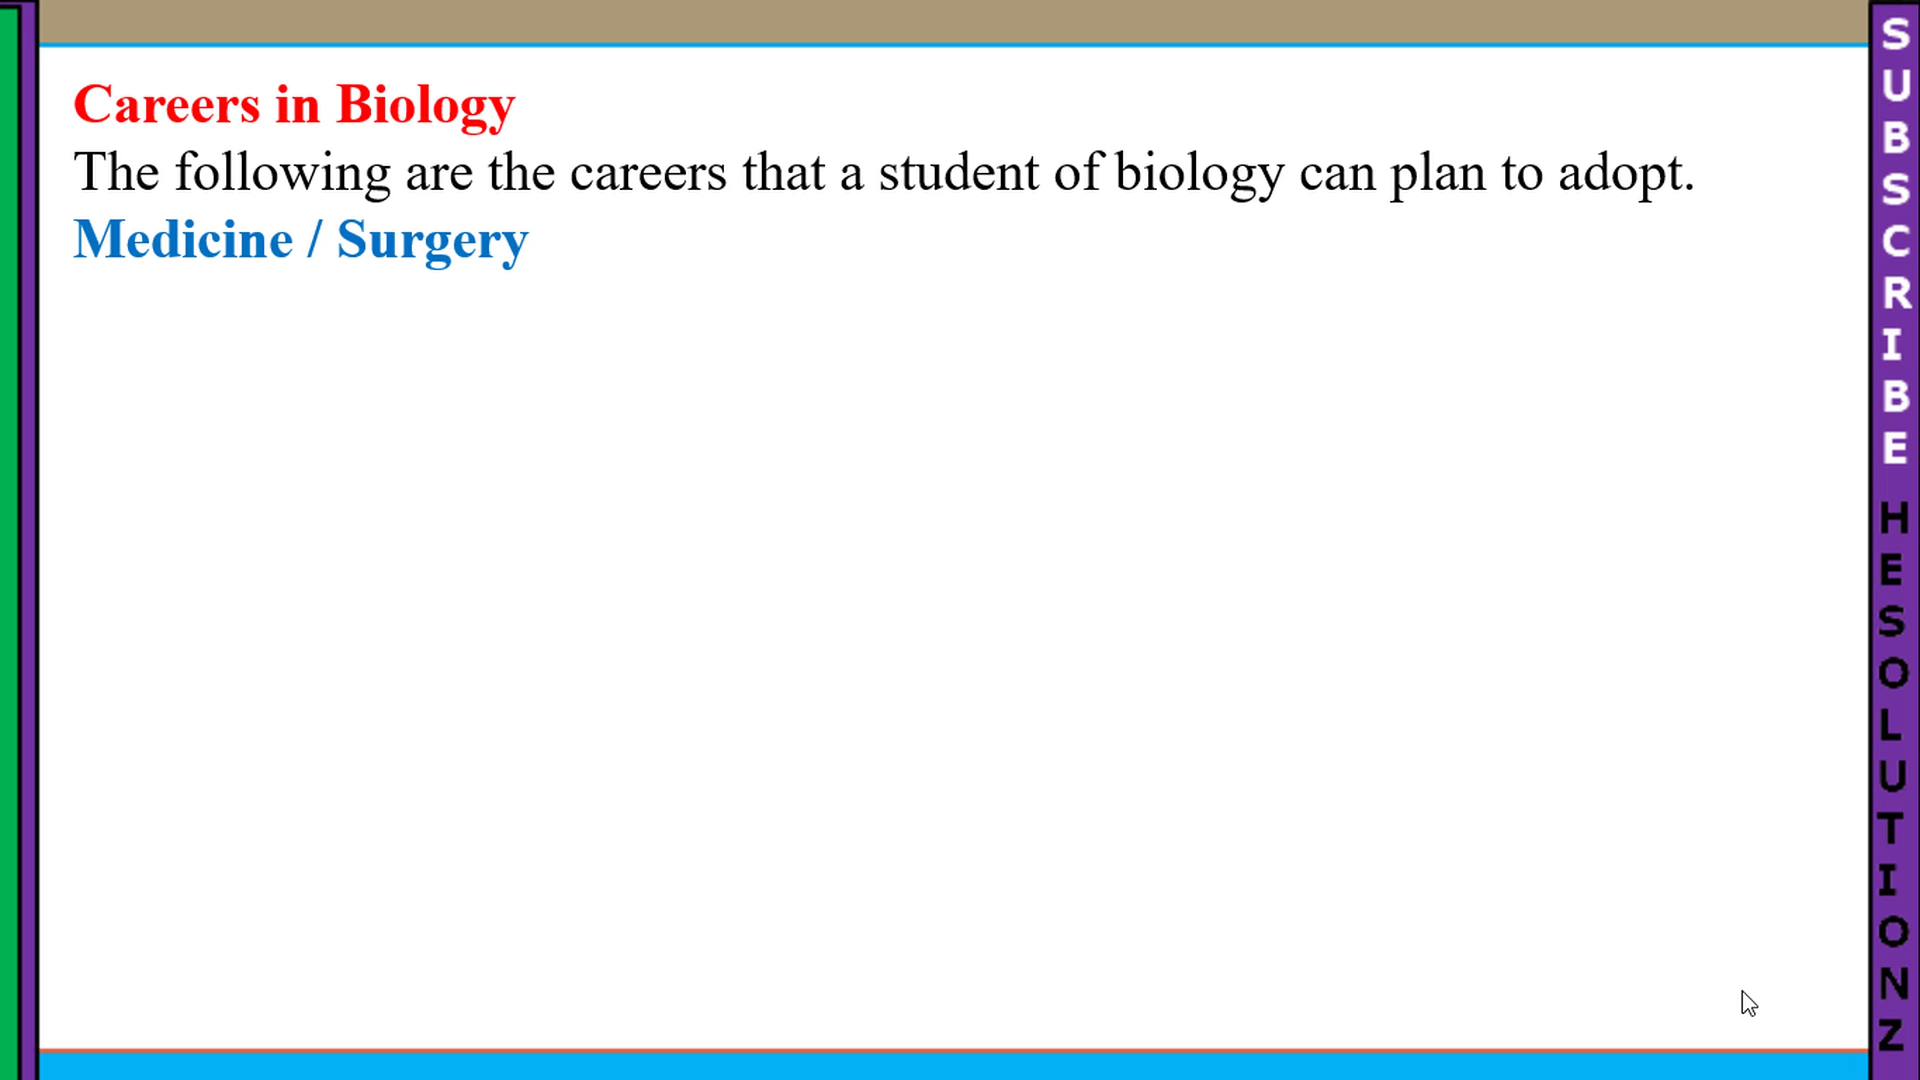 Careers in Biology
The following are the careers that a student of biology can plan to adopt.
Medicine / Surgery
SUBSCRIBE HESOLUTIONZ